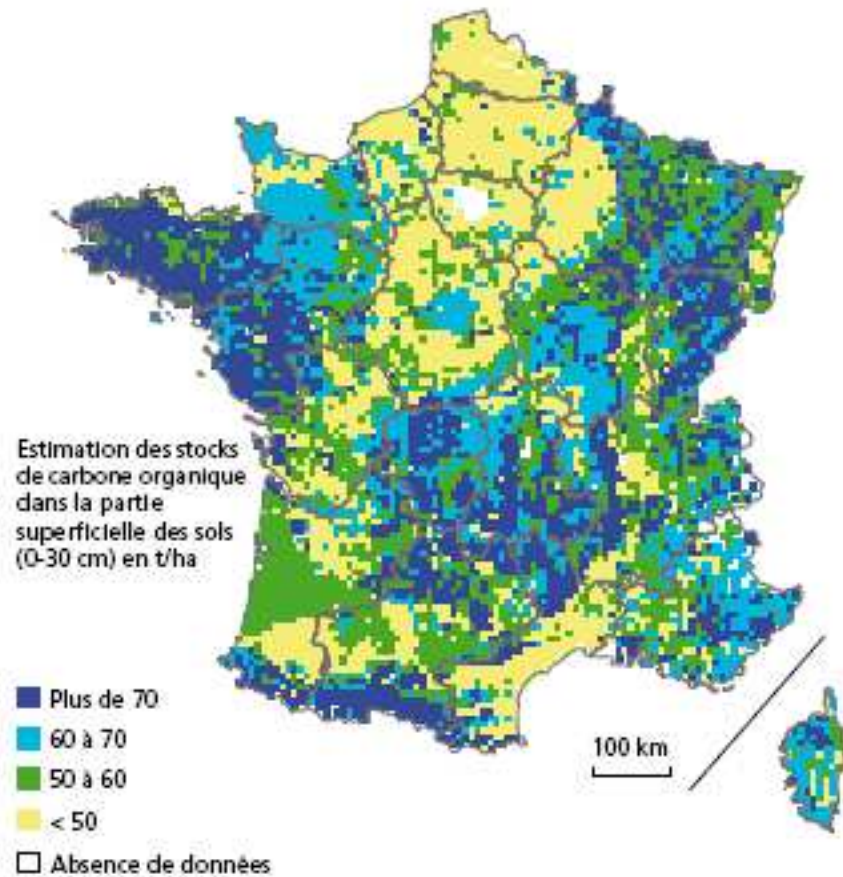 Estimation des stocks
de carbone organique
dans la partie
superficielle des sols
(0-30 cm) en t/ha
Plus de 70
60 à 70
50 à 60
< 50
Absence de données
100 km